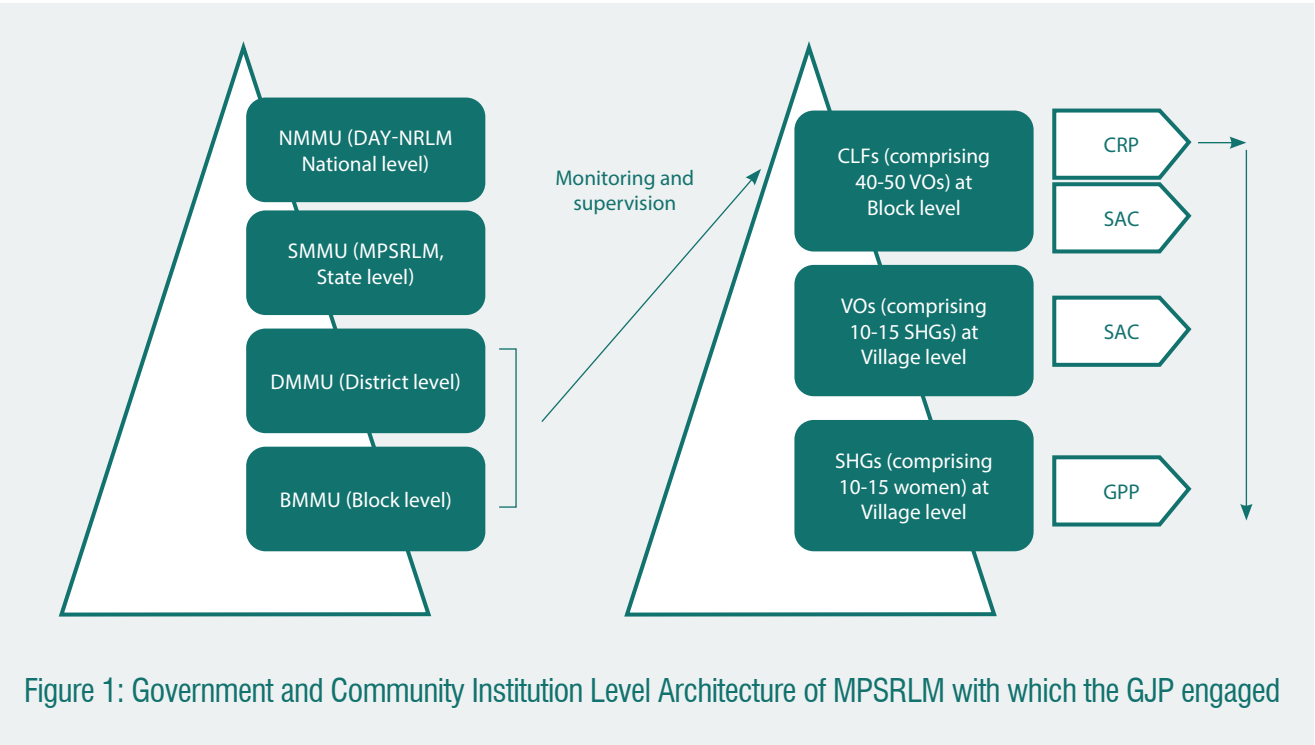 NMMU (DAY-NRLM
National level)
SMMU (MPSRLM,
State level)
DMMU (District level)
BMMU (Block level)
Monitoring and
supervision
CLFs (comprising
40-50 VOs) at
Block level
CRP
SAC
VOs (comprising
10-15 SHGs) at
Village level
SAC
SHGs (comprising
10-15 women) at
Village level
GPP
Figure 1: Government and Community Institution Level Architecture of MPSRLM with which the GJP engaged